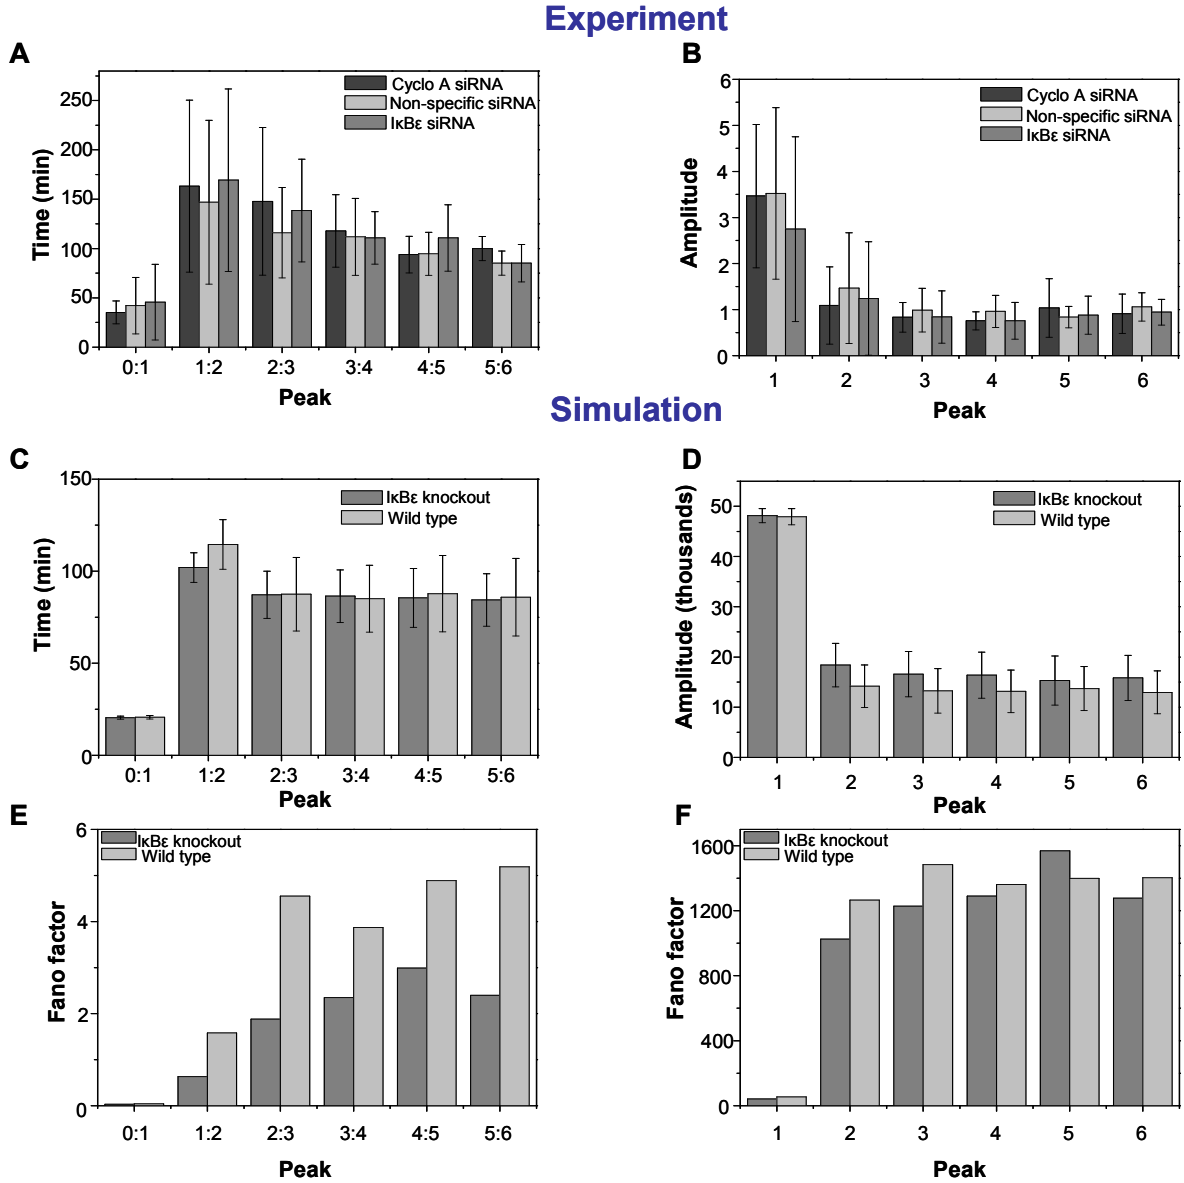 Experiment
A
250
200
150
100
50
0
Time (min)
Cyclo A siRNA
Non-specific siRNA
IκBε siRNA
0:1 1:2 2:3 3:4 4:5 5:6
Peak
B
6
5
4
3
2
1
0
Amplitude
Cyclo A siRNA
Non-specific siRNA
IκBε siRNA
1 2 3 4 5 6
Peak
Simulation
C
150
100
50
0
Time (min)
IκBε knockout
Wild type
0:1 1:2 2:3 3:4 4:5 5:6
Peak
D
50
40
30
20
10
0
Amplitude (thousands)
IκBε knockout
Wild type
1 2 3 4 5 6
Peak
E
6
4
2
0
Fano factor
IκBε knockout
Wild type
0:1 1:2 2:3 3:4 4:5 5:6
Peak
F
1600
1200
800
400
0
Fano factor
IκBε knockout
Wild type
1 2 3 4 5 6
Peak